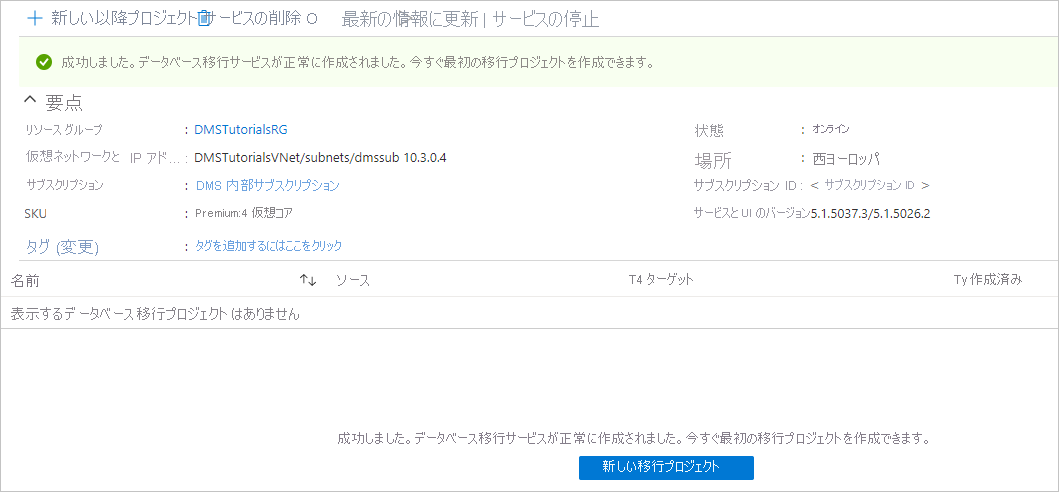 新しい以降プロジェクト サービスの削除 O 最新の情報に更新 | サービスの停止
成功しました。データベース移行サービスが正常に作成されました。今すぐ最初の移行プロジェクトを作成できます。
要点
リソース グループ : DMSTutorialsRG 状態 : オンライン
仮想ネットワークと IP アド... : DMSTutorialsVNet/subnets/dmssub 10.3.0.4 場所 : 西ヨーロッパ
サブスクリプション : DMS 内部サブスクリプション サブスクリプション ID : < サブスクリプション ID >
SKU : Premium:4 仮想コア サービスと UI のバージョン5.1.5037.3/5.1.5026.2
タグ (変更) : タグを追加するにはここをクリック
名前 ↑↓ ソース T4 ターゲット Ty 作成済み
表示するデータベース移行プロジェクトはありません
成功しました。データベース移行サービスが正常に作成されました。今すぐ最初の移行プロジェクトを作成できます。
新しい移行プロジェクト